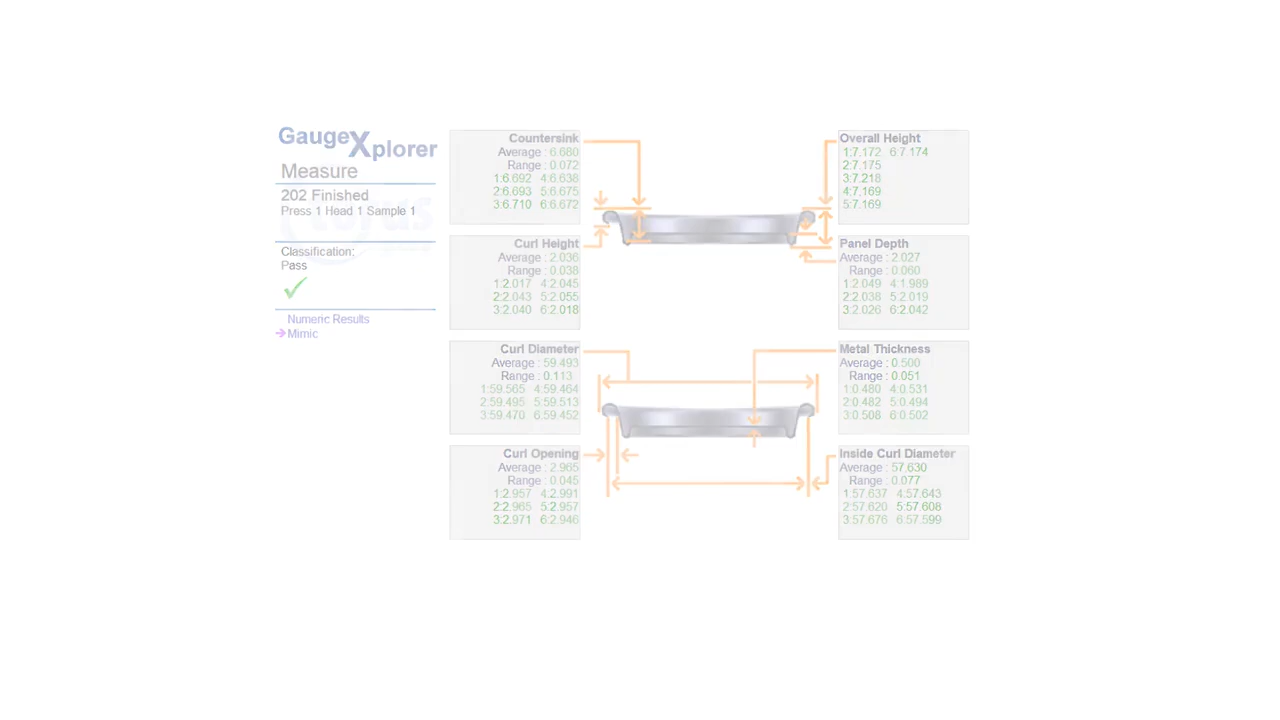 GaugeXplorer
Measure
202 Finished
Press 1 Head 1 Sample 1
Classification:
Pass
Numeric Results
Mimic
Countersink
Average : 6.680
Range : 0.072
1:6.692 4:6.638
2:6.693 5:6.675
3:6.710 6:6.672
Curl Height
Average : 2.036
Range : 0.038
1:2.017 4:2.045
2:2.043 5:2.055
3:2.040 6:2.018
Curl Diameter
Average : 59.493
Range : 0.113
1:59.565 4:59.464
2:59.495 5:59.513
3:59.470 6:59.452
Curl Opening
Average : 2.965
Range : 0.045
1:2.957 4:2.991
2:2.965 5:2.957
3:2.971 6:2.946
Overall Height
1:7.172 6:7.174
2:7.175
3:7.218
4:7.169
5:7.169
Panel Depth
Average : 2.027
Range : 0.060
1:2.049 4:1.989
2:2.038 5:2.019
3:2.026 6:2.042
Metal Thickness
Average : 0.500
Range : 0.051
1:0.480 4:0.531
2:0.482 5:0.494
3:0.508 6:0.502
Inside Curl Diameter
Average : 57.630
Range : 0.077
1:57.637 4:57.643
2:57.620 5:57.608
3:57.676 6:57.599